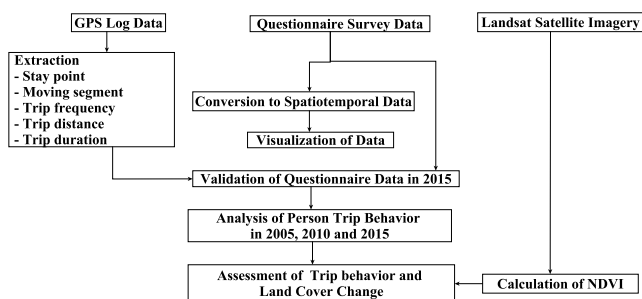 GPS Log Data
Questionnaire Survey Data
Landsat Satellite Imagery
Extraction
- Stay point
- Moving segment
- Trip frequency
- Trip distance
- Trip duration
Conversion to Spatiotemporal Data
Visualization of Data
Validation of Questionnaire Data in 2015
Analysis of Person Trip Behavior
in 2005, 2010 and 2015
Assessment of Trip behavior and
Land Cover Change
Calculation of NDVI